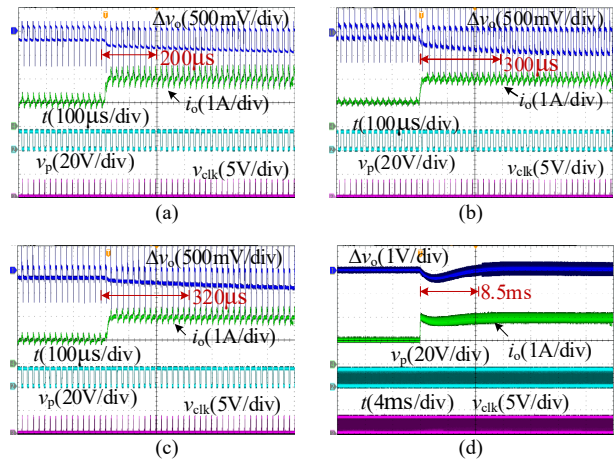 Δvo(500mV/div)
200μs
io(1A/div)
t(100μs/div)
vp(20V/div)
vclk(5V/div)
(a)
Δvo(500mV/div)
300μs
io(1A/div)
t(100μs/div)
vp(20V/div)
vclk(5V/div)
(b)
Δvo(500mV/div)
320μs
io(1A/div)
t(100μs/div)
vp(20V/div)
vclk(5V/div)
(c)
Δvo(1V/div)
8.5ms
vp(20V/div)
io(1A/div)
t(4ms/div)
vclk(5V/div)
(d)